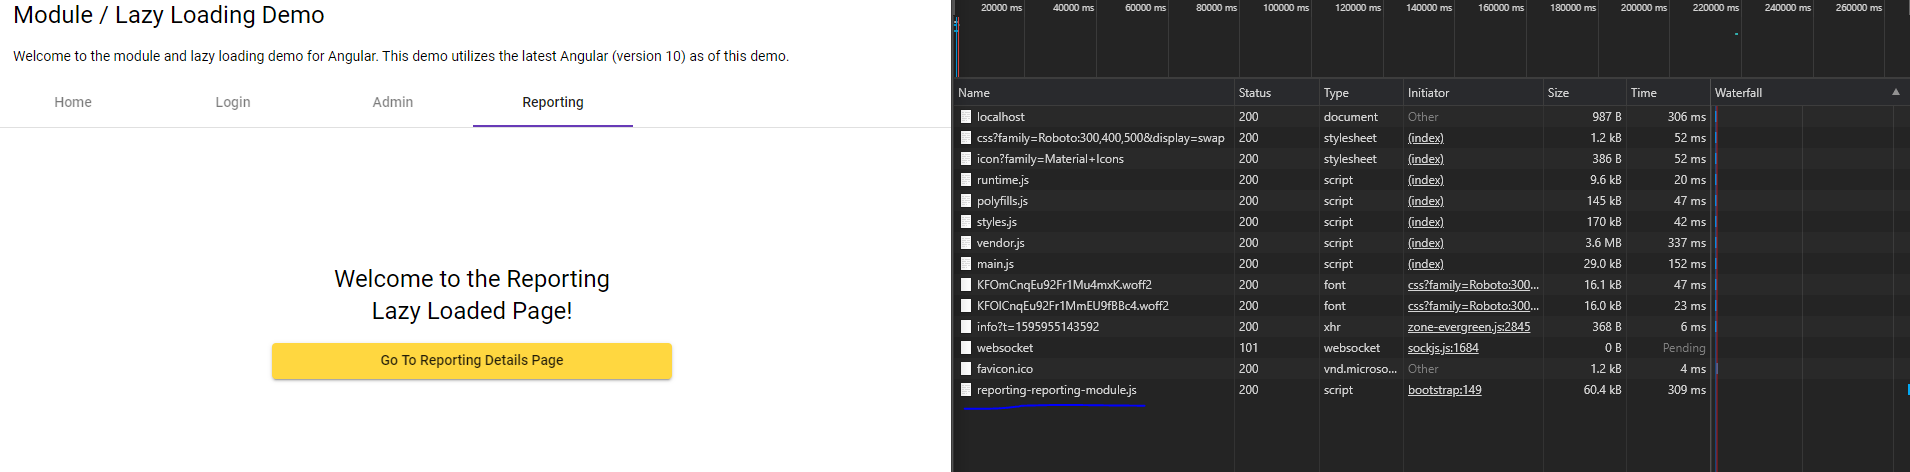 Module / Lazy Loading Demo
Welcome to the module and lazy loading demo for Angular. This demo utilizes the latest Angular (version 10) as of this demo.
Home Login Admin Reporting
Welcome to the Reporting
Lazy Loaded Page!
Go To Reporting Details Page
20000 ms 40000 ms 60000 ms 80000 ms 100000 ms 120000 ms 140000 ms 160000 ms 180000 ms 200000 ms 220000 ms 240000 ms 260000 ms
Name Status Type Initiator Size Time Waterfall
localhost 200 document Other 987 B 306 ms
css?family=Roboto:300,400,500&display=swap 200 stylesheet (index) 1.2 kB 52 ms
icon?family=Material+Icons 200 stylesheet (index) 386 B 52 ms
runtime.js 200 script (index) 9.6 kB 20 ms
polyfills.js 200 script (index) 145 kB 47 ms
styles.js 200 script (index) 170 kB 42 ms
vendor.js 200 script (index) 3.6 MB 337 ms
main.js 200 script (index) 29.0 kB 152 ms
KFOmCnqEu92Fr1Mu4mxK.woff2 200 font css?family=Roboto:300... 16.1 kB 47 ms
KFOlCnqEu92Fr1MmEU9fBBc4.woff2 200 font css?family=Roboto:300... 16.0 kB 23 ms
info?t=1595955143592 200 xhr zone-evergreen.js:2845 368 B 6 ms
websocket 101 websocket sockjs.js:1684 0 B Pending
favicon.ico 200 vnd.microso... Other 1.2 kB 4 ms
reporting-reporting-module.js 200 script bootstrap:149 60.4 kB 309 ms